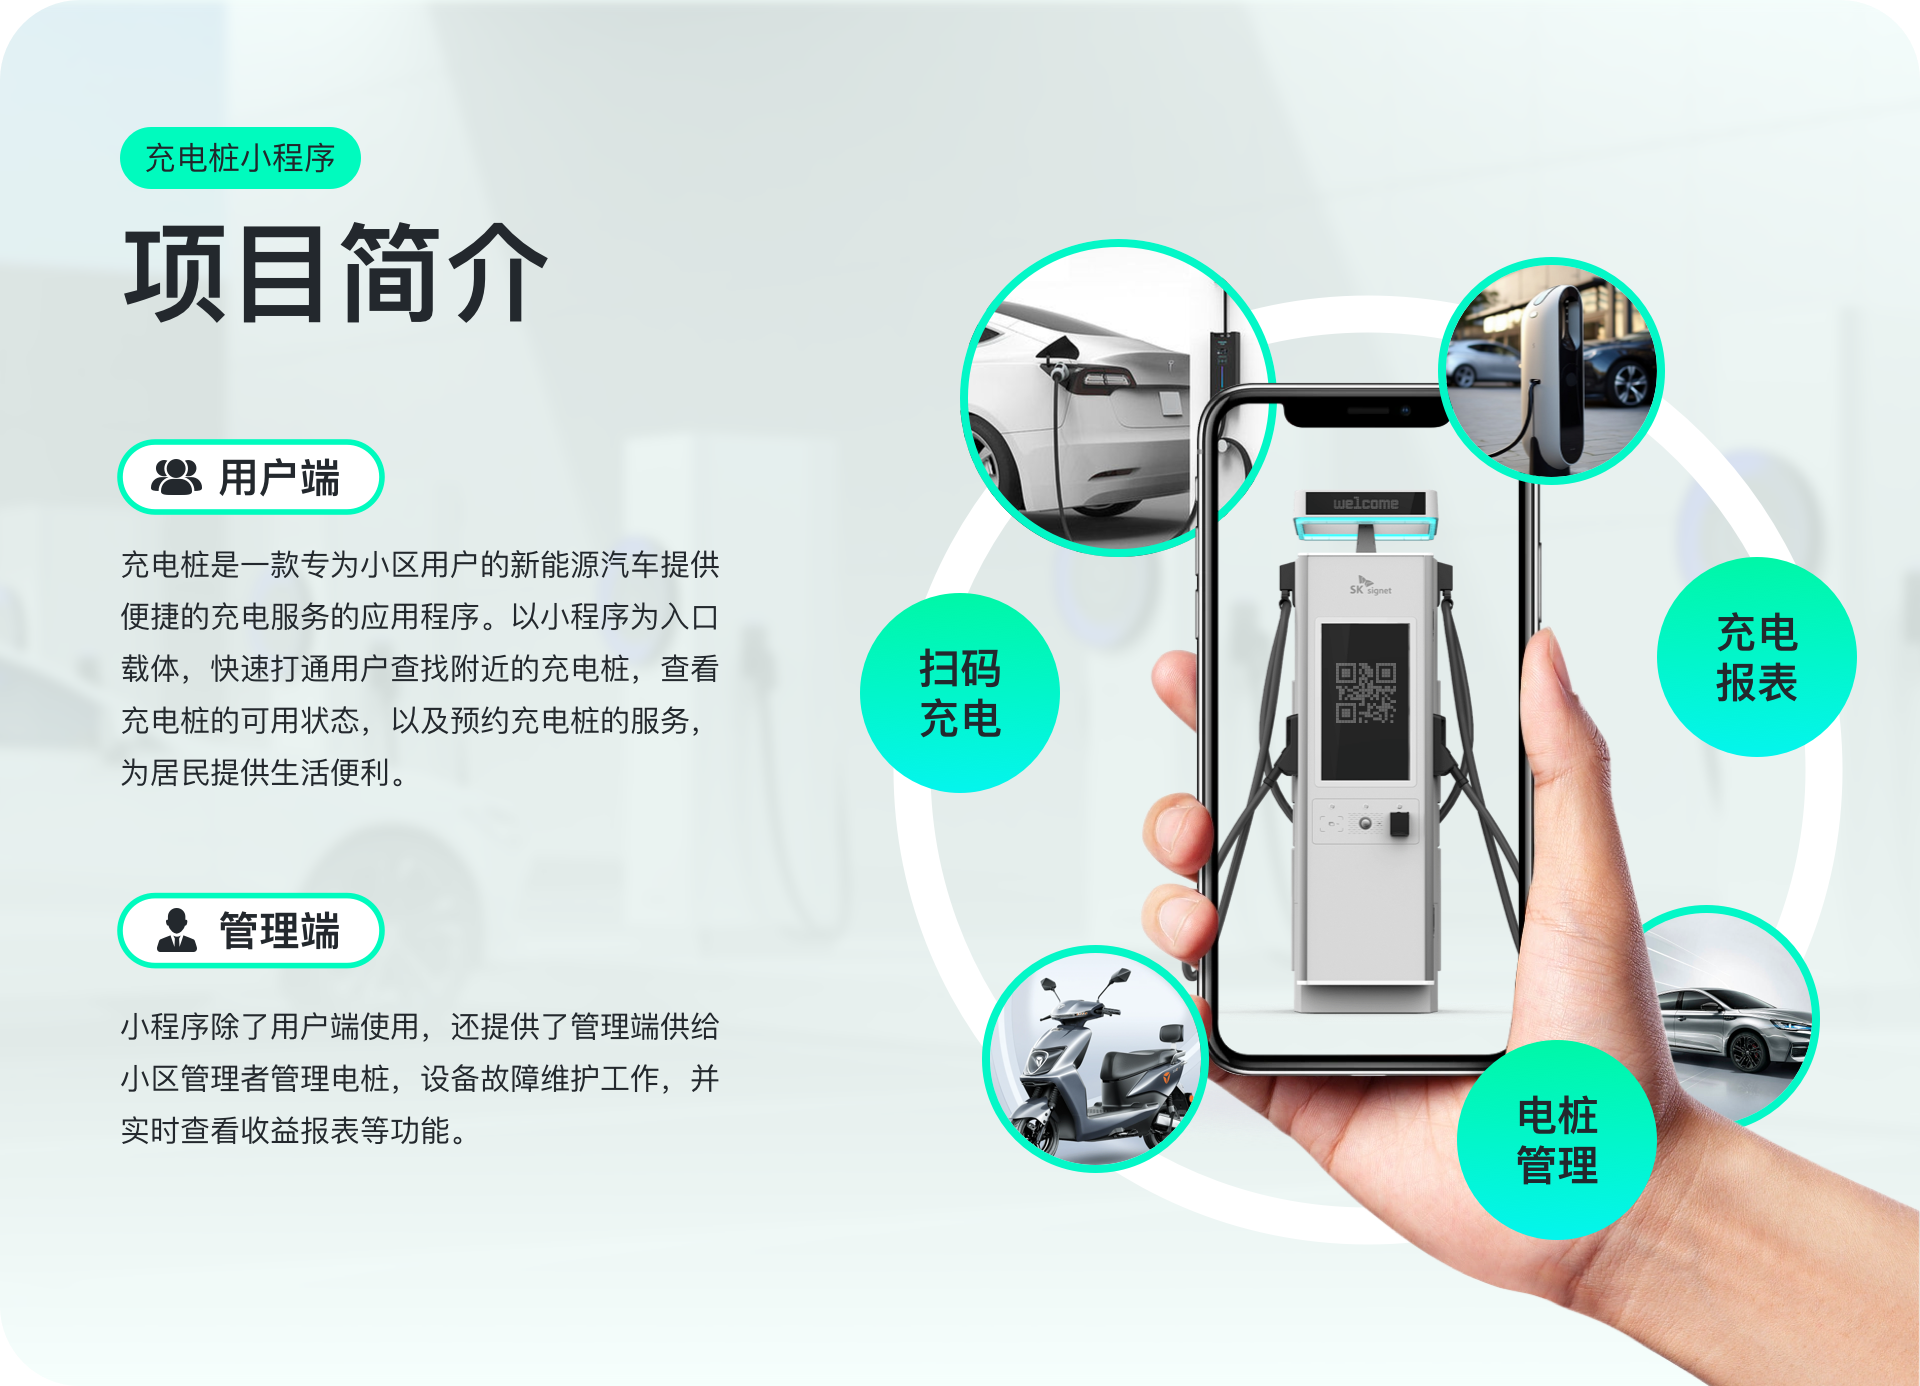 充电桩小程序
项目简介
用户端
充电桩是一款专为小区用户的新能源汽车提供
便捷的充电服务的应用程序。以小程序为入口
载体，快速打通用户查找附近的充电桩，查看
充电桩的可用状态，以及预约充电桩的服务，
为居民提供生活便利。
管理端
小程序除了用户端使用，还提供了管理端供给
小区管理者管理电桩，设备故障维护工作，并
实时查看收益报表等功能。
welcome
SK signet
扫码
充电
充电
报表
电桩
管理